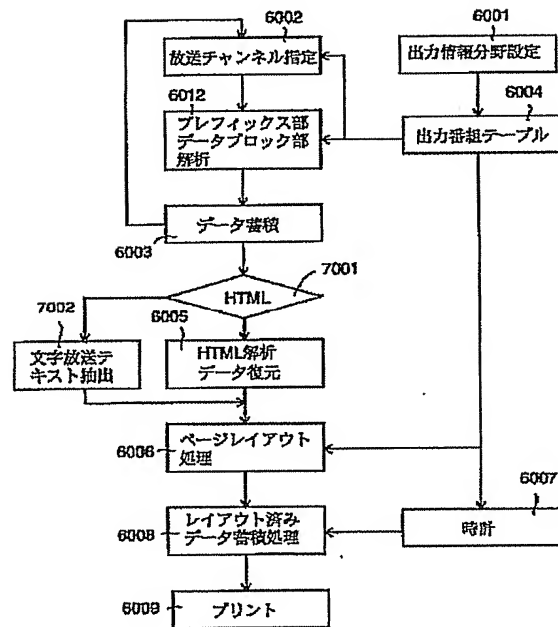 6002
放送チャンネル指定
6001
出力情報分野設定
6012
プレフィックス部
データブロック部
解析
6004
出力番組テーブル
データ蓄積
6003
7001
HTML
7002
文字放送テ
キスト抽出
6005
HTML解析
データ復元
6006
ページレイアウト
処理
6007
時計
6008
レイアウト済み
データ蓄積処理
6009
プリント